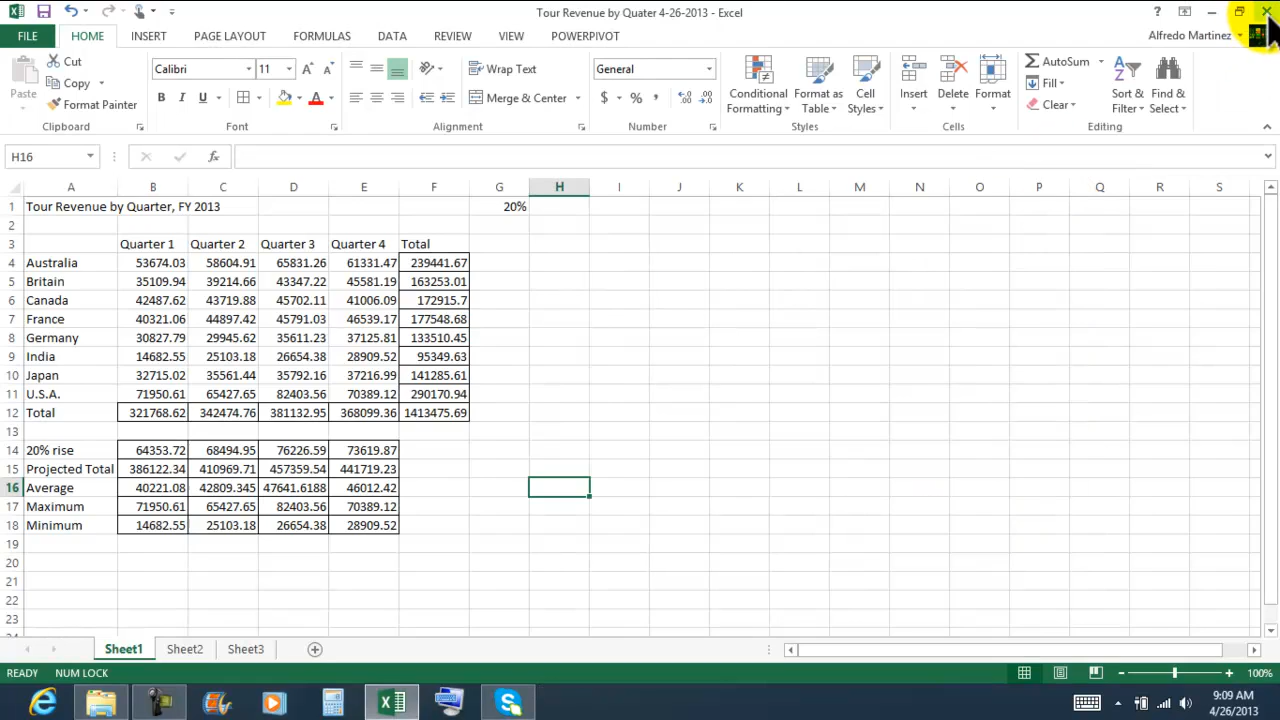 Tour Revenue by Quater 4-26-2013 - Excel
?
FILE HOME INSERT PAGE LAYOUT FORMULAS DATA REVIEW VIEW POWERPIVOT Alfredo Martinez
Paste Cut Copy Format Painter Clipboard
Calibri 11 B I U A Font
Wrap Text Merge & Center Alignment
General $ % , Number
Conditional Formatting Format as Table Cell Styles Styles
Insert Delete Format Cells
AutoSum Fill Clear Sort & Filter Find & Select Editing
H16 fx
A B C D E F G H I J K L M N O P Q R S
1 Tour Revenue by Quarter, FY 2013 20%
2
3 Quarter 1 Quarter 2 Quarter 3 Quarter 4 Total
4 Australia 53674.03 58604.91 65831.26 61331.47 239441.67
5 Britain 35109.94 39214.66 43347.22 45581.19 163253.01
6 Canada 42487.62 43719.88 45702.11 41006.09 172915.7
7 France 40321.06 44897.42 45791.03 46539.17 177548.68
8 Germany 30827.79 29945.62 35611.23 37125.81 133510.45
9 India 14682.55 25103.18 26654.38 28909.52 95349.63
10 Japan 32715.02 35561.44 35792.16 37216.99 141285.61
11 U.S.A. 71950.61 65427.65 82403.56 70389.12 290170.94
12 Total 321768.62 342474.76 381132.95 368099.36 1413475.69
13
14 20% rise 64353.72 68494.95 76226.59 73619.87
15 Projected Total 386122.34 410969.71 457359.54 441719.23
16 Average 40221.08 42809.345 47641.6188 46012.42
17 Maximum 71950.61 65427.65 82403.56 70389.12
18 Minimum 14682.55 25103.18 26654.38 28909.52
19
20
21
22
23
Sheet1 Sheet2 Sheet3
READY NUM LOCK 100%
9:09 AM
4/26/2013